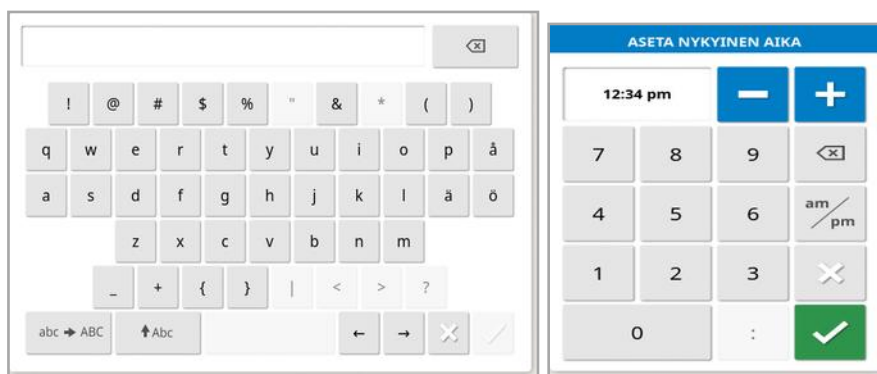 ! @ # $ % " & * ( )
q w e r t y u i o p å
a s d f g h j k l ä ö
z x c v b n m
_ + { } | < > ?
abc ➔ ABC ⬆Abc ← →
ASETA NYKYINEN AIKA
12:34 pm
7 8 9
4 5 6 am/pm
1 2 3
0 :